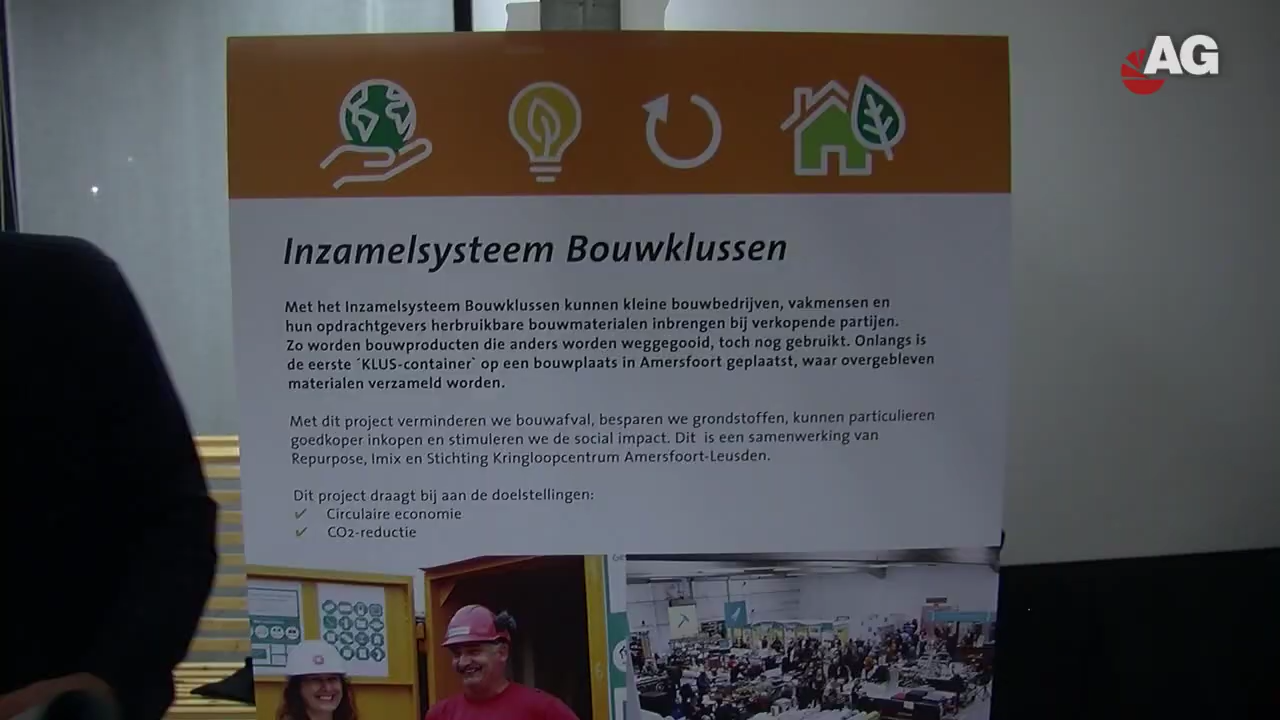 AG
Inzamelsysteem Bouwklussen
Met het Inzamelsysteem Bouwklussen kunnen kleine bouwbedrijven, vakmensen en
hun opdrachtgevers herbruikbare bouwmaterialen inbrengen bij verkopende partijen.
Zo worden bouwproducten die anders worden weggegooid, toch nog gebruikt. Onlangs is
de eerste ´KLUS-container` op een bouwplaats in Amersfoort geplaatst, waar overgebleven
materialen verzameld worden.
Met dit project verminderen we bouwafval, besparen we grondstoffen, kunnen particulieren
goedkoper inkopen en stimuleren we de social impact. Dit is een samenwerking van
Repurpose, Imix en Stichting Kringloopcentrum Amersfoort-Leusden.
Dit project draagt bij aan de doelstellingen:
✓ Circulaire economie
✓ CO2-reductie